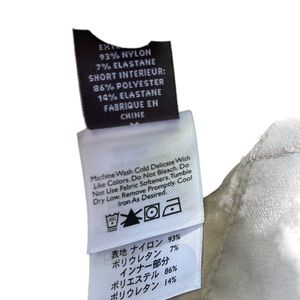 93% NYLON
7% ELASTANE
SHORT INTERIEUR:
86% POLYESTER
14% ELASTANE
FABRIQUE EN
CHINE
Machine Wash Cold Delicate With
Like Colors. Do Not Bleach. Do
Not Use Fabric Softeners. Tumble
Dry Low. Remove Promptly. Cool
Iron As Desired.
表地 ナイロン 93%
ポリウレタン 7%
インナー部分
ポリエステル 86%
ポリウレタン 14%